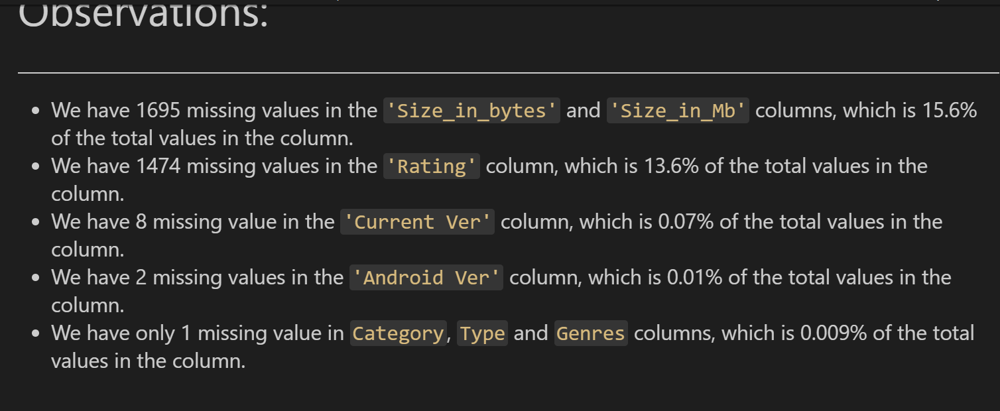 Observations:
• We have 1695 missing values in the 'Size_in_bytes' and 'Size_in_Mb' columns, which is 15.6%
of the total values in the column.
• We have 1474 missing values in the 'Rating' column, which is 13.6% of the total values in the
column.
• We have 8 missing value in the 'Current Ver' column, which is 0.07% of the total values in the
column.
• We have 2 missing values in the 'Android Ver' column, which is 0.01% of the total values in the
column.
• We have only 1 missing value in Category, Type and Genres columns, which is 0.009% of the total
values in the column.